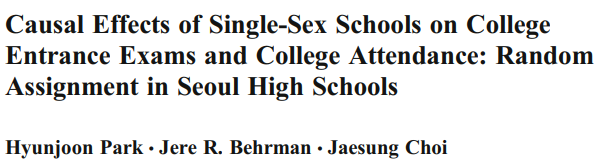 Causal Effects of Single-Sex Schools on College
Entrance Exams and College Attendance: Random
Assignment in Seoul High Schools
Hyunjoon Park · Jere R. Behrman · Jaesung Choi